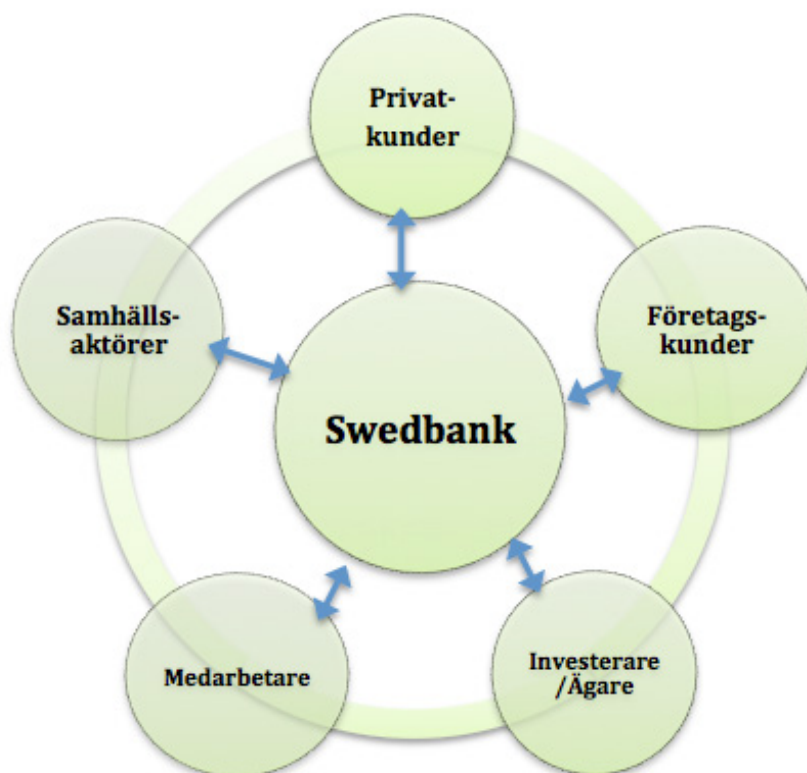 Privat-
kunder
Samhälls-
aktörer
Företags-
kunder
Swedbank
Medarbetare
Investerare
/Ägare